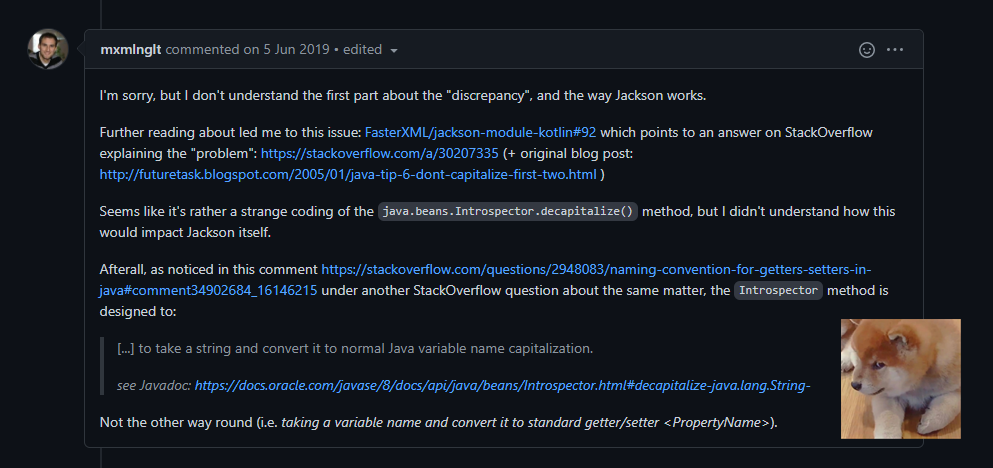 mxmlnglt commented on 5 Jun 2019 • edited
I'm sorry, but I don't understand the first part about the "discrepancy", and the way Jackson works.
Further reading about led me to this issue: FasterXML/jackson-module-kotlin#92 which points to an answer on StackOverflow
explaining the "problem": https://stackoverflow.com/a/30207335 (+ original blog post:
http://futuretask.blogspot.com/2005/01/java-tip-6-dont-capitalize-first-two.html )
Seems like it's rather a strange coding of the java.beans.Introspector.decapitalize() method, but I didn't understand how this
would impact Jackson itself.
Afterall, as noticed in this comment https://stackoverflow.com/questions/2948083/naming-convention-for-getters-setters-in-
java#comment34902684_16146215 under another StackOverflow question about the same matter, the Introspector method is
designed to:
[...] to take a string and convert it to normal Java variable name capitalization.
see Javadoc: https://docs.oracle.com/javase/8/docs/api/java/beans/Introspector.html#decapitalize-java.lang.String-
Not the other way round (i.e. taking a variable name and convert it to standard getter/setter <PropertyName>).